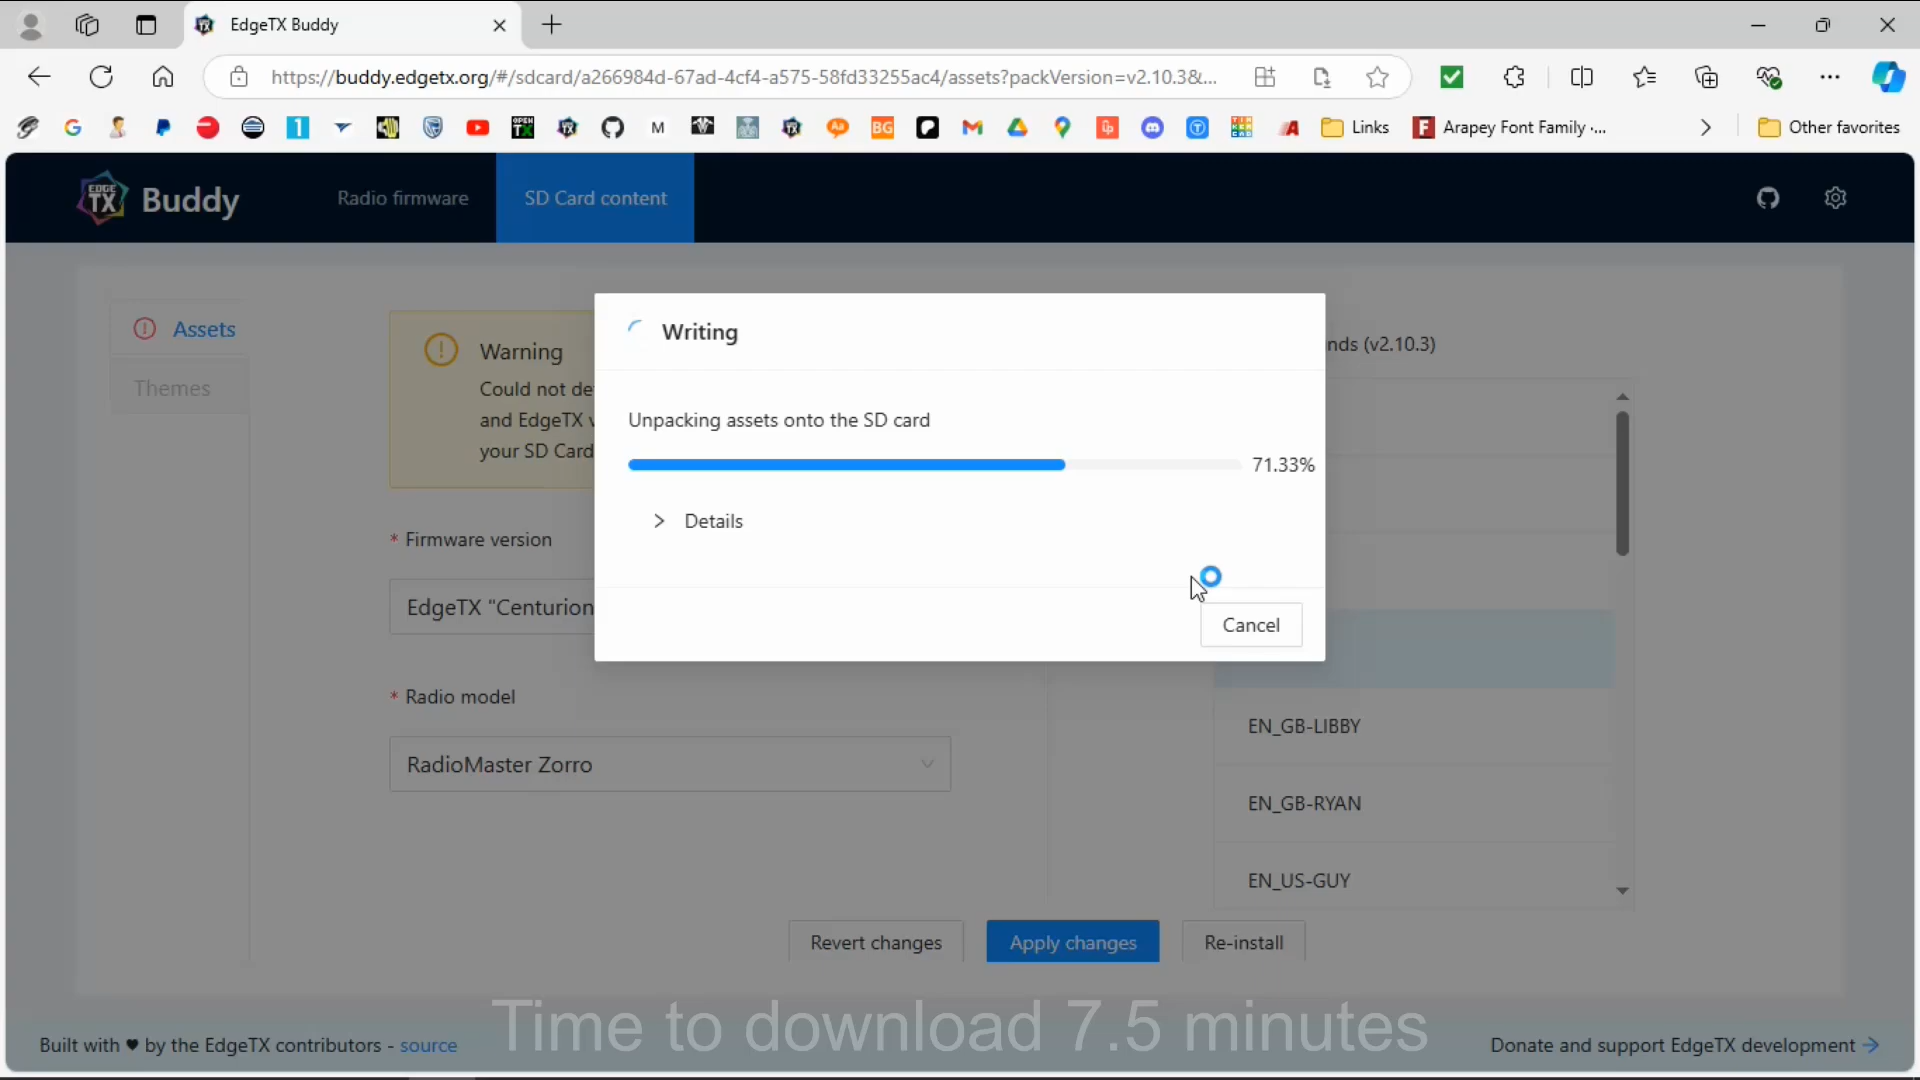 EdgeTX Buddy
https://buddy.edgetx.org/#/sdcard/a266984d-67ad-4cf4-a575-58fd33255ac4/assets?packVersion=v2.10.3&...
Links
Arapey Font Family -...
Other favorites
EDGE TX Buddy
Radio firmware
SD Card content
Assets
Themes
Warning
Could not de
and EdgeTX v
your SD Card
* Firmware version
EdgeTX "Centurion
* Radio model
RadioMaster Zorro
Writing
Unpacking assets onto the SD card
71.33%
Details
Cancel
nds (v2.10.3)
EN_GB-LIBBY
EN_GB-RYAN
EN_US-GUY
Revert changes
Apply changes
Re-install
Time to download 7.5 minutes
Built with ♥ by the EdgeTX contributors - source
Donate and support EdgeTX development →